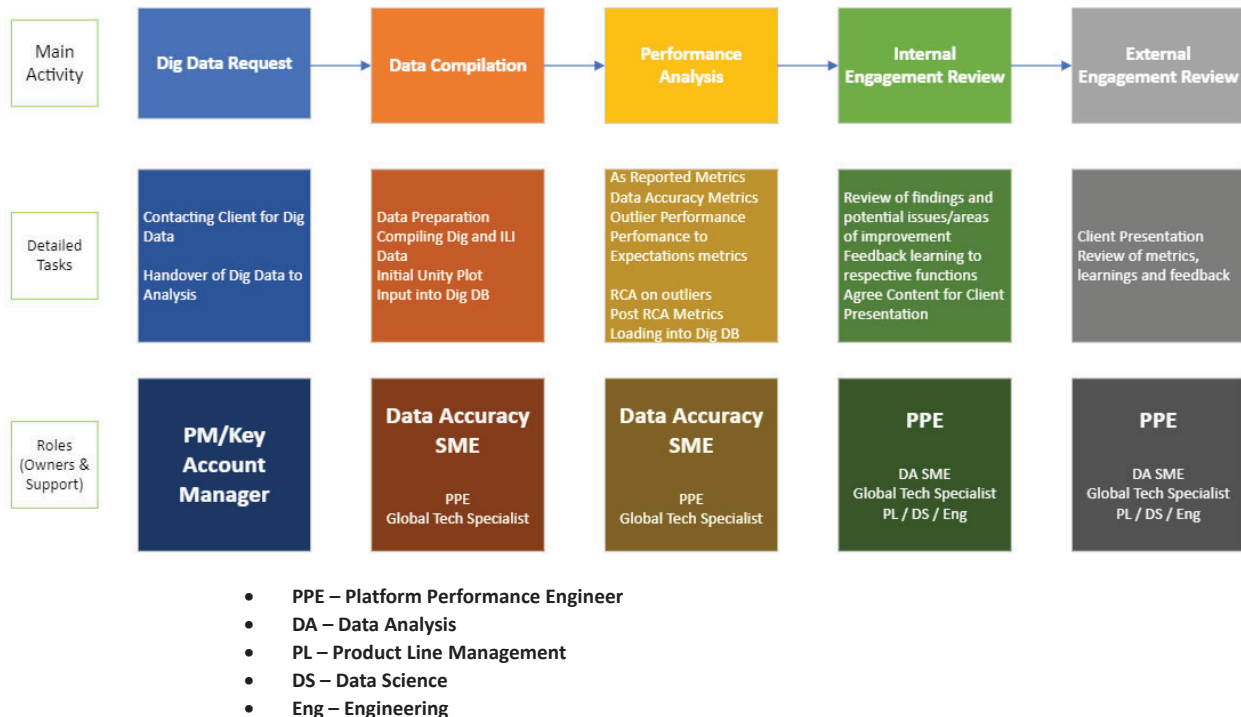 Main
Activity
Dig Data Request
Data Compilation
Performance
Analysis
Internal
Engagement Review
External
Engagement Review
Detailed
Tasks
Contacting Client for Dig
Data
Handover of Dig Data to
Analysis
Data Preparation
Compiling Dig and ILI
Data
Initial Unity Plot
Input into Dig DB
As Reported Metrics
Data Accuracy Metrics
Outlier Performance
Perfomance to
Expectations metrics
RCA on outliers
Post RCA Metrics
Loading into Dig DB
Review of findings and
potential issues/areas
of improvement
Feedback learning to
respective functions
Agree Content for Client
Presentation
Client Presentation
Review of metrics,
learnings and feedback
Roles
(Owners &
Support)
PM/Key
Account
Manager
Data Accuracy
SME
PPE
Global Tech Specialist
Data Accuracy
SME
PPE
Global Tech Specialist
PPE
DA SME
Global Tech Specialist
PL / DS / Eng
PPE
DA SME
Global Tech Specialist
PL / DS / Eng
• PPE – Platform Performance Engineer
• DA – Data Analysis
• PL – Product Line Management
• DS – Data Science
• Eng – Engineering